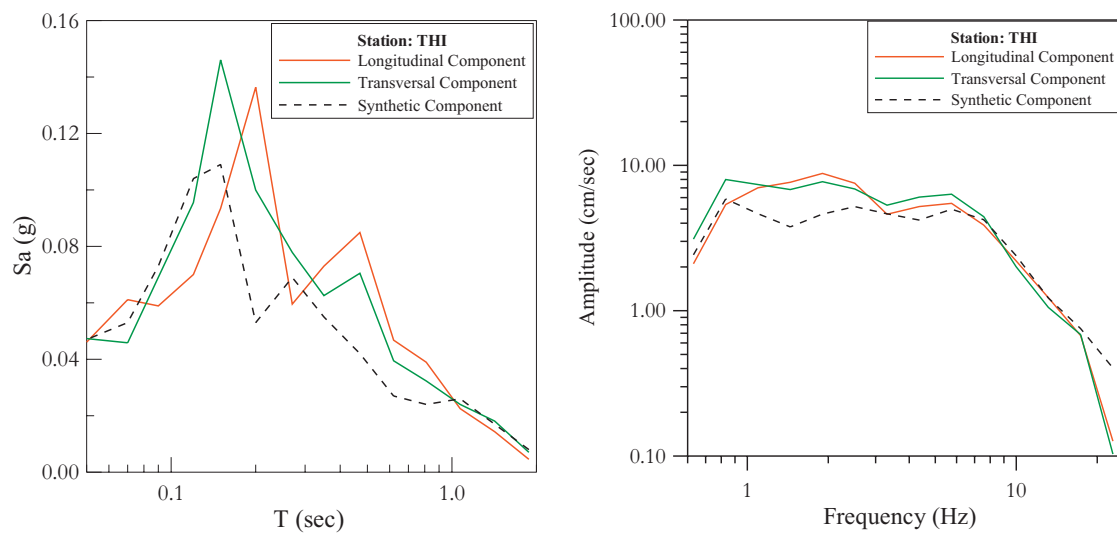 0.16
0.12
0.08
0.04
0.00
Sa (g)
0.1
1.0
T (sec)
Station: THI
Longitudinal Component
Transversal Component
Synthetic Component
100.00
10.00
1.00
0.10
Amplitude (cm/sec)
1
10
Frequency (Hz)
Station: THI
Longitudinal Component
Transversal Component
Synthetic Component